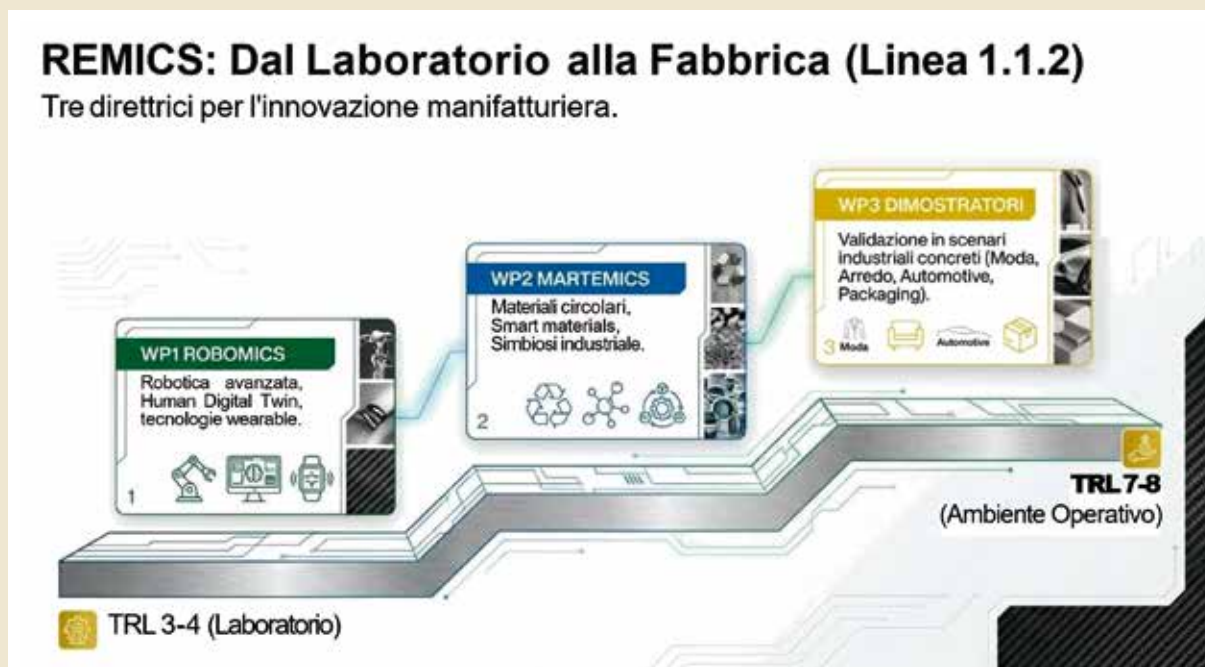 REMICS: Dal Laboratorio alla Fabbrica (Linea 1.1.2)
Tre direttrici per l'innovazione manifatturiera.
WP1 ROBOMICS
Robotica avanzata,
Human Digital Twin,
tecnologie wearable.
1
WP2 MARTEMICS
Materiali circolari,
Smart materials,
Simbiosi industriale.
2
WP3 DIMOSTRATORI
Validazione in scenari
industriali concreti (Moda,
Arredo, Automotive,
Packaging).
3 Moda Automotive
TRL 3-4 (Laboratorio)
TRL 7-8
(Ambiente Operativo)